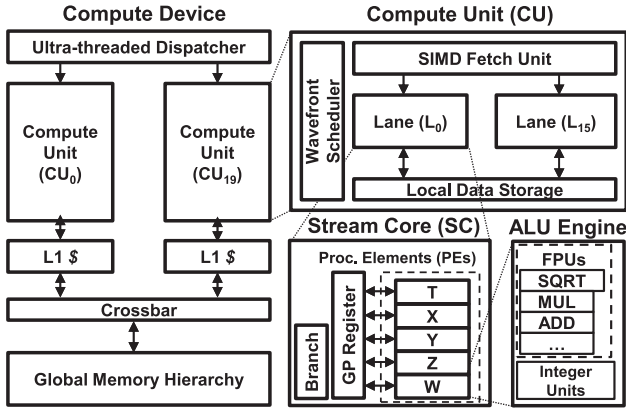 Compute Device
Ultra-threaded Dispatcher
Compute
Unit
(CU0)
Compute
Unit
(CU19)
L1 $
L1 $
Crossbar
Global Memory Hierarchy
Compute Unit (CU)
Wavefront
Scheduler
SIMD Fetch Unit
Lane (L0)
Lane (L15)
Local Data Storage
Stream Core (SC)
Proc. Elements (PEs)
Branch
GP Register
T
X
Y
Z
W
ALU Engine
FPUs
SQRT
MUL
ADD
...
Integer
Units